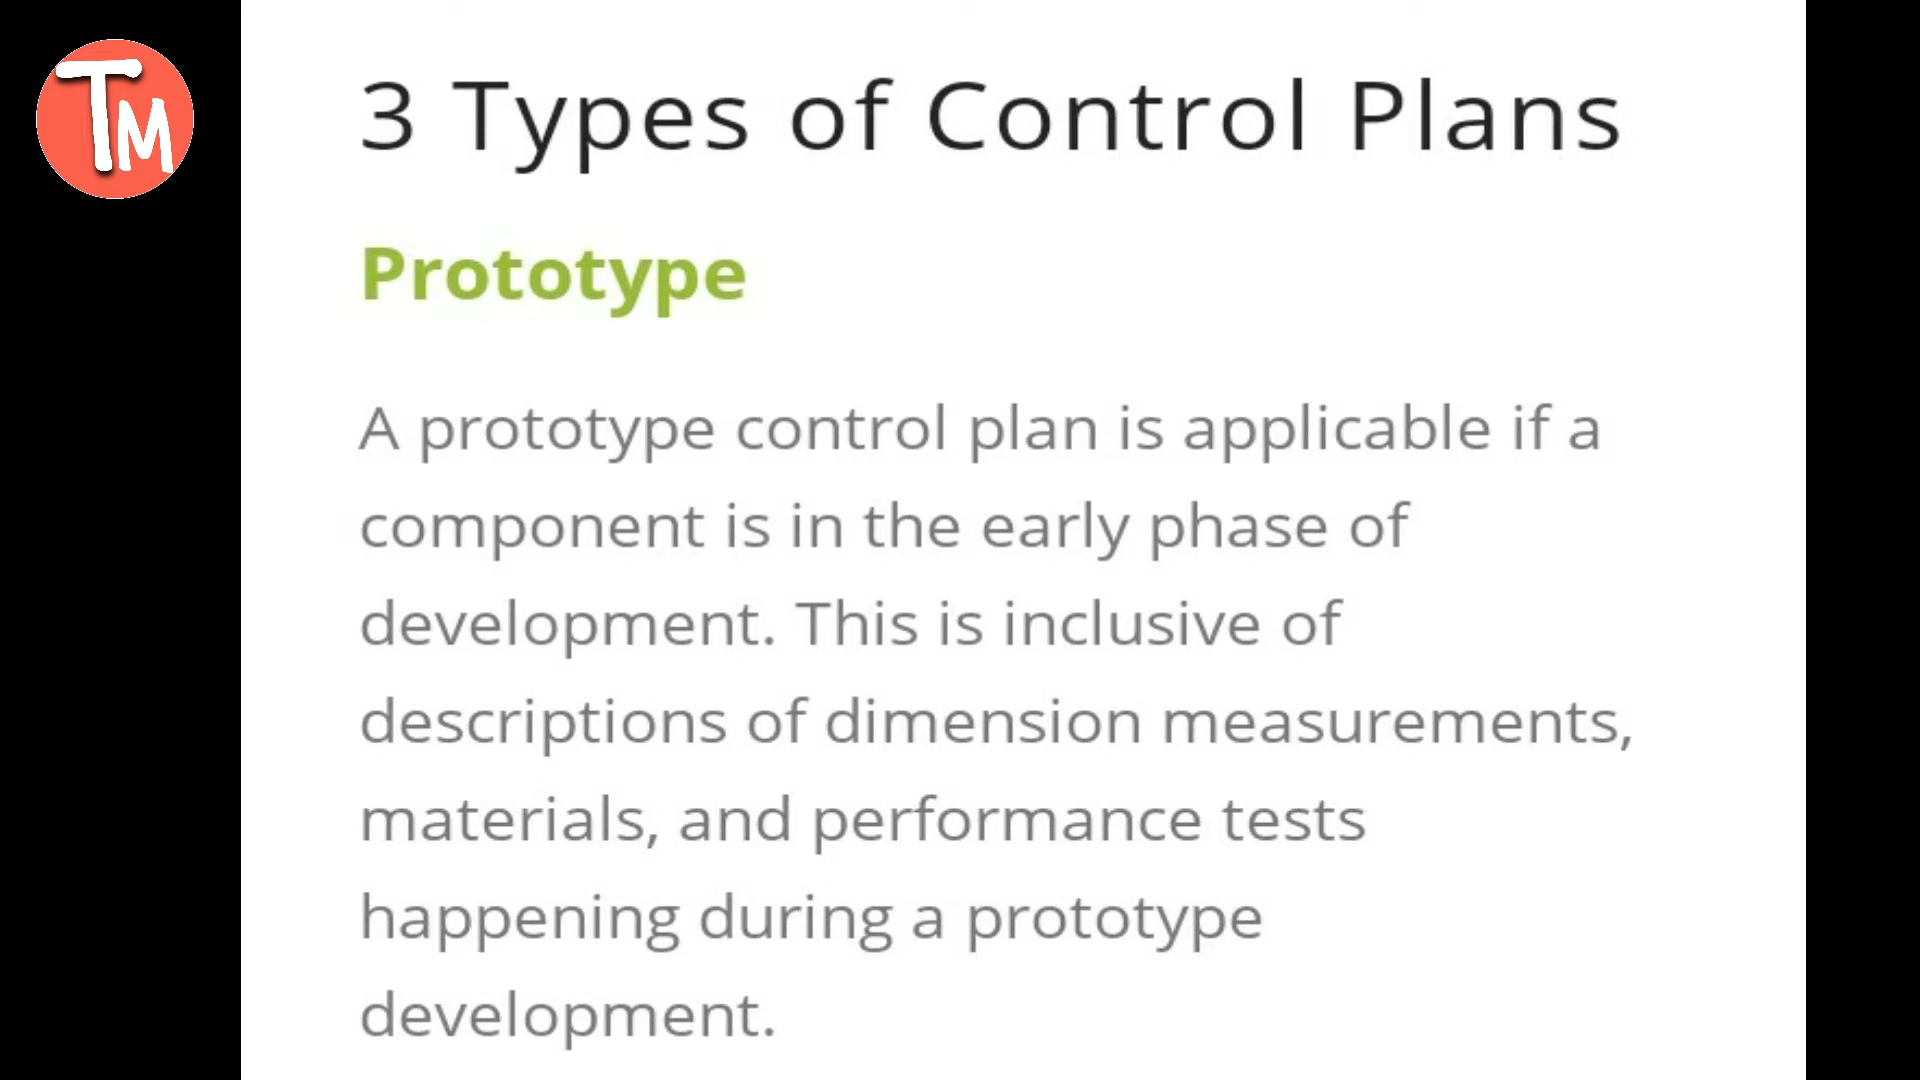 TM
3 Types of Control Plans
Prototype
A prototype control plan is applicable if a
component is in the early phase of
development. This is inclusive of
descriptions of dimension measurements,
materials, and performance tests
happening during a prototype
development.